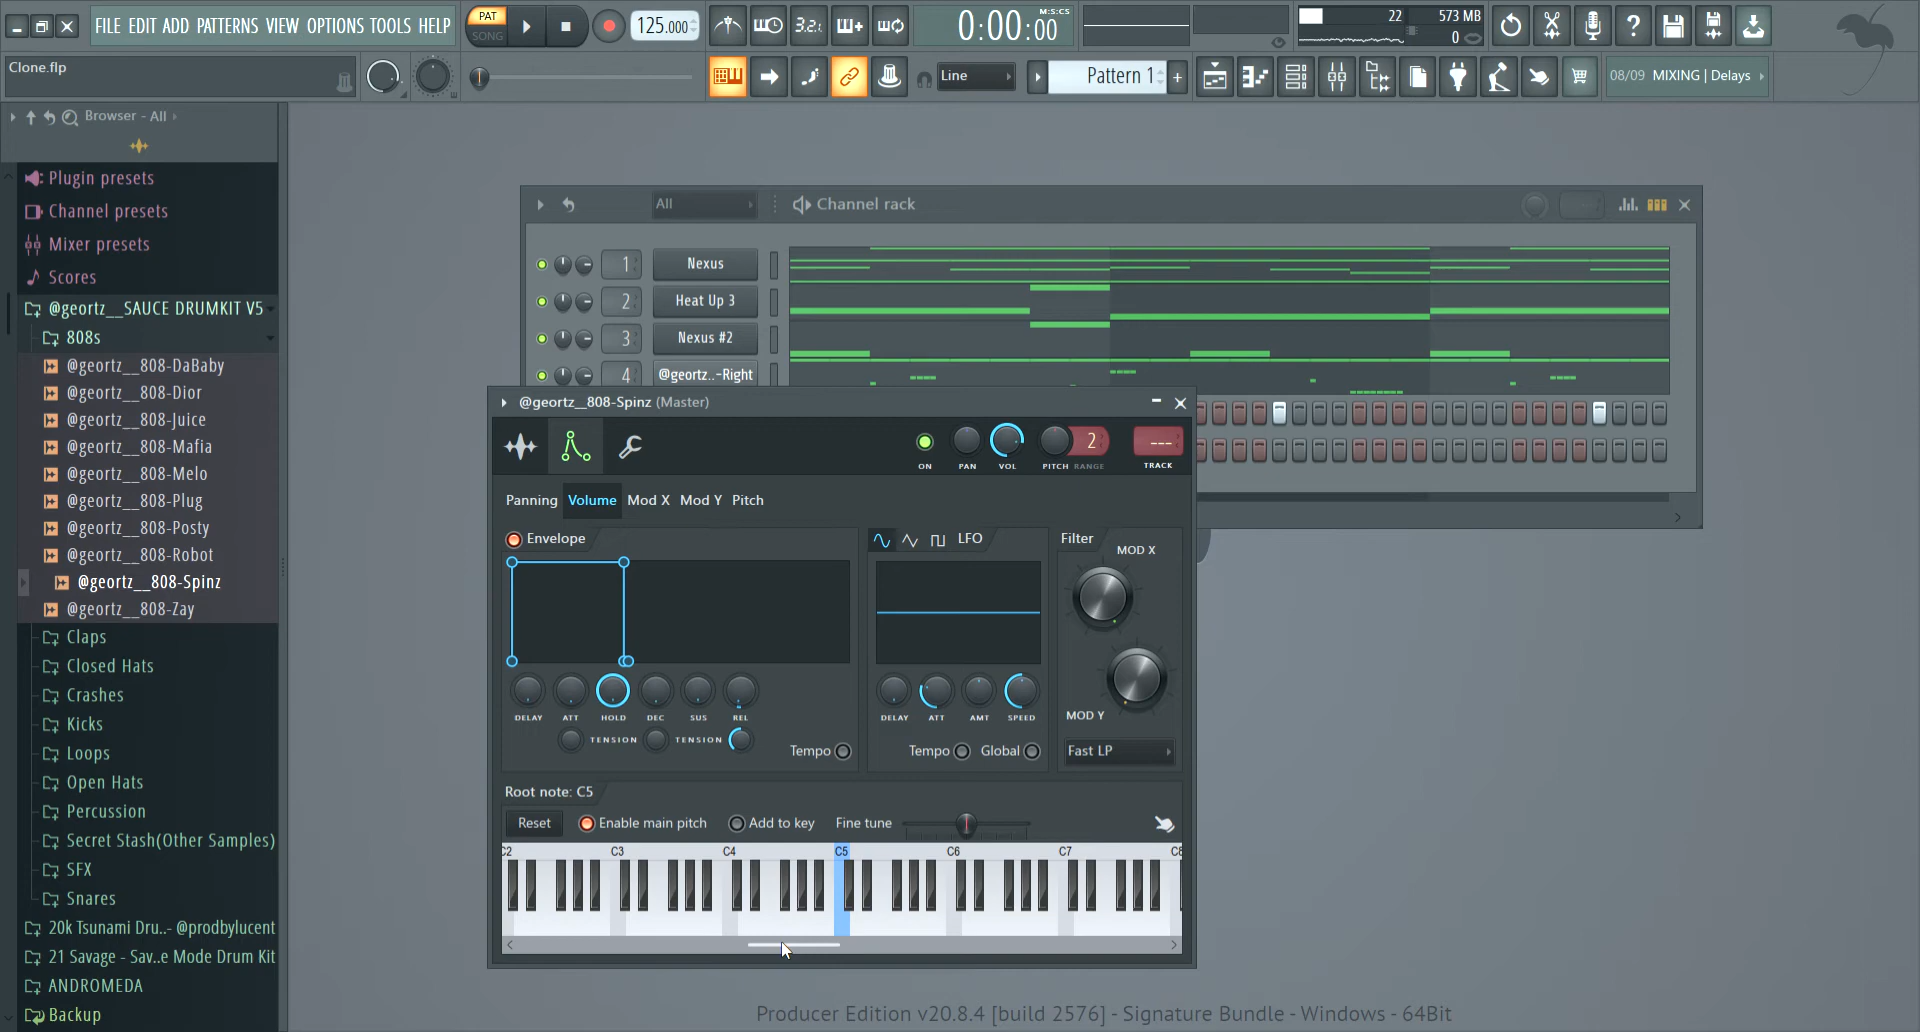 FILE EDIT ADD PATTERNS VIEW OPTIONS TOOLS HELP
PAT
SONG
125.000
3.2.
M:S:CS
0:00:00
22
573 MB
0
Clone.flp
Line
Pattern 1
+
08/09 MIXING | Delays
Browser - All
Plugin presets
Channel presets
Mixer presets
Scores
@geortz__SAUCE DRUMKIT V5
808s
@geortz__808-DaBaby
@geortz__808-Dior
@geortz__808-Juice
@geortz__808-Mafia
@geortz__808-Melo
@geortz__808-Plug
@geortz__808-Posty
@geortz__808-Robot
@geortz__808-Spinz
@geortz__808-Zay
Claps
Closed Hats
Crashes
Kicks
Loops
Open Hats
Percussion
Secret Stash(Other Samples)
SFX
Snares
20k Tsunami Dru..- @prodbylucent
21 Savage - Sav..e Mode Drum Kit
ANDROMEDA
Backup
All
Channel rack
1 Nexus
2 Heat Up 3
3 Nexus #2
4 @geortz..-Right
@geortz__808-Spinz (Master)
ON
PAN
VOL
PITCH
2
RANGE
---
TRACK
Panning Volume Mod X Mod Y Pitch
Envelope
DELAY ATT HOLD DEC SUS REL
TENSION TENSION
Tempo
LFO
DELAY ATT AMT SPEED
Tempo Global
Filter
MOD X
MOD Y
Fast LP
Root note: C5
Reset Enable main pitch Add to key Fine tune
C2 C3 C4 C5 C6 C7 C8
Producer Edition v20.8.4 [build 2576] - Signature Bundle - Windows - 64Bit